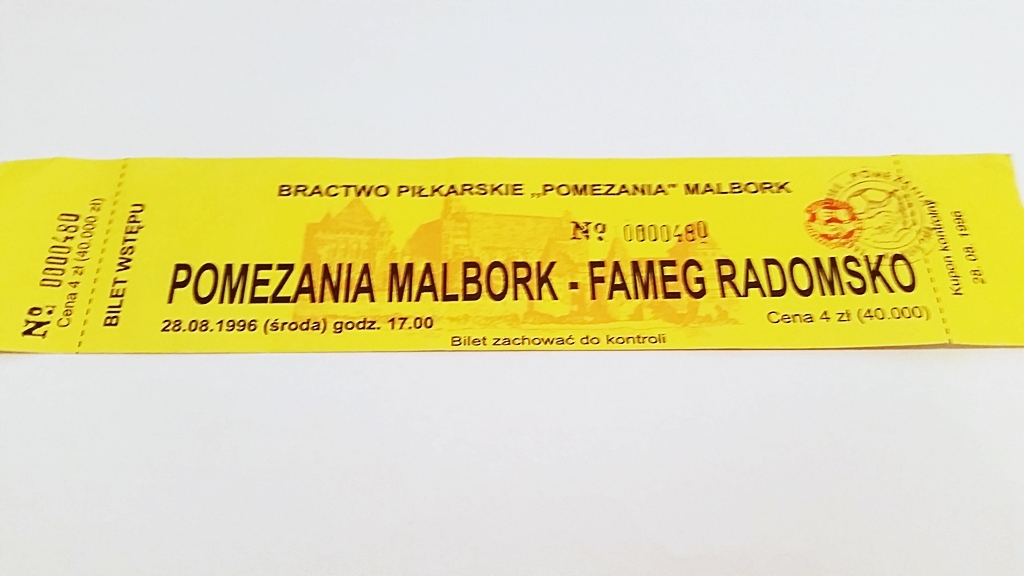 № 0000480
Cena 4 zł (40.000 zł)
BILET WSTĘPU
BRACTWO PIŁKARSKIE „POMEZANIA" MALBORK
№ 0000480
POMEZANIA MALBORK - FAMEG RADOMSKO
28.08.1996 (środa) godz. 17.00
Cena 4 zł (40.000)
Bilet zachować do kontroli
Kupon kontrolny
28 08 1996